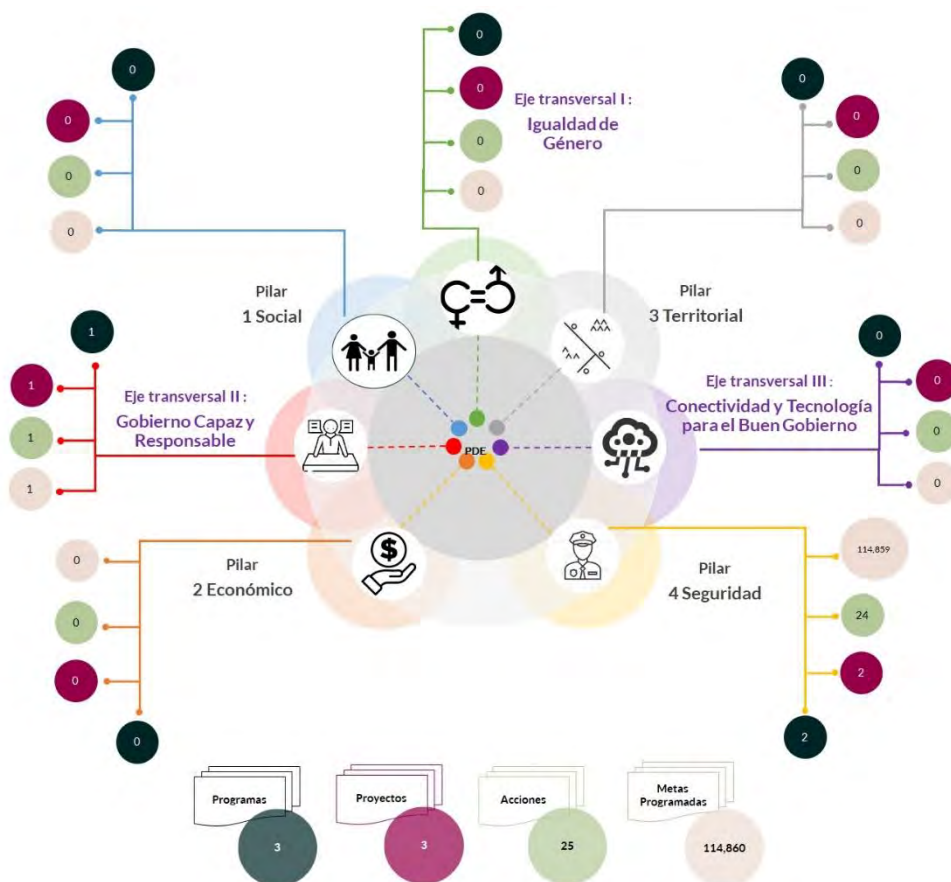 0
0
0
0
0
0
0
0
Eje transversal I :
Igualdad de
Género
0
0
0
0
Pilar
1 Social
Pilar
3 Territorial
1
1
1
1
Eje transversal II :
Gobierno Capaz y
Responsable
PDE
Eje transversal III :
Conectividad y Tecnología
para el Buen Gobierno
0
0
0
0
0
0
0
0
Pilar
2 Económico
$
Pilar
4 Seguridad
114,859
24
2
2
Programas
3
Proyectos
3
Acciones
25
Metas
Programadas
114,860